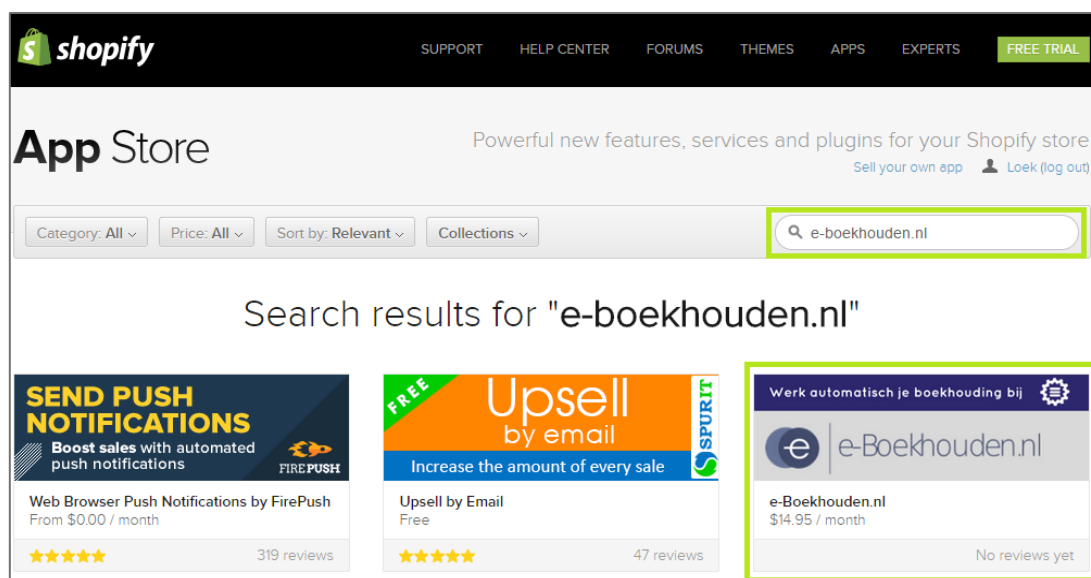 shopify
SUPPORT HELP CENTER FORUMS THEMES APPS EXPERTS FREE TRIAL
App Store
Powerful new features, services and plugins for your Shopify store
Sell your own app Loek (log out)
Category: All Price: All Sort by: Relevant Collections e-boekhouden.nl
Search results for "e-boekhouden.nl"
SEND PUSH
NOTIFICATIONS
Boost sales with automated
push notifications
FIREPUSH
Web Browser Push Notifications by FirePush
From $0.00 / month
319 reviews
FREE
Upsell
by email
SPURIT
Increase the amount of every sale
Upsell by Email
Free
47 reviews
Werk automatisch je boekhouding bij
e e-Boekhouden.nl
e-Boekhouden.nl
$14.95 / month
No reviews yet